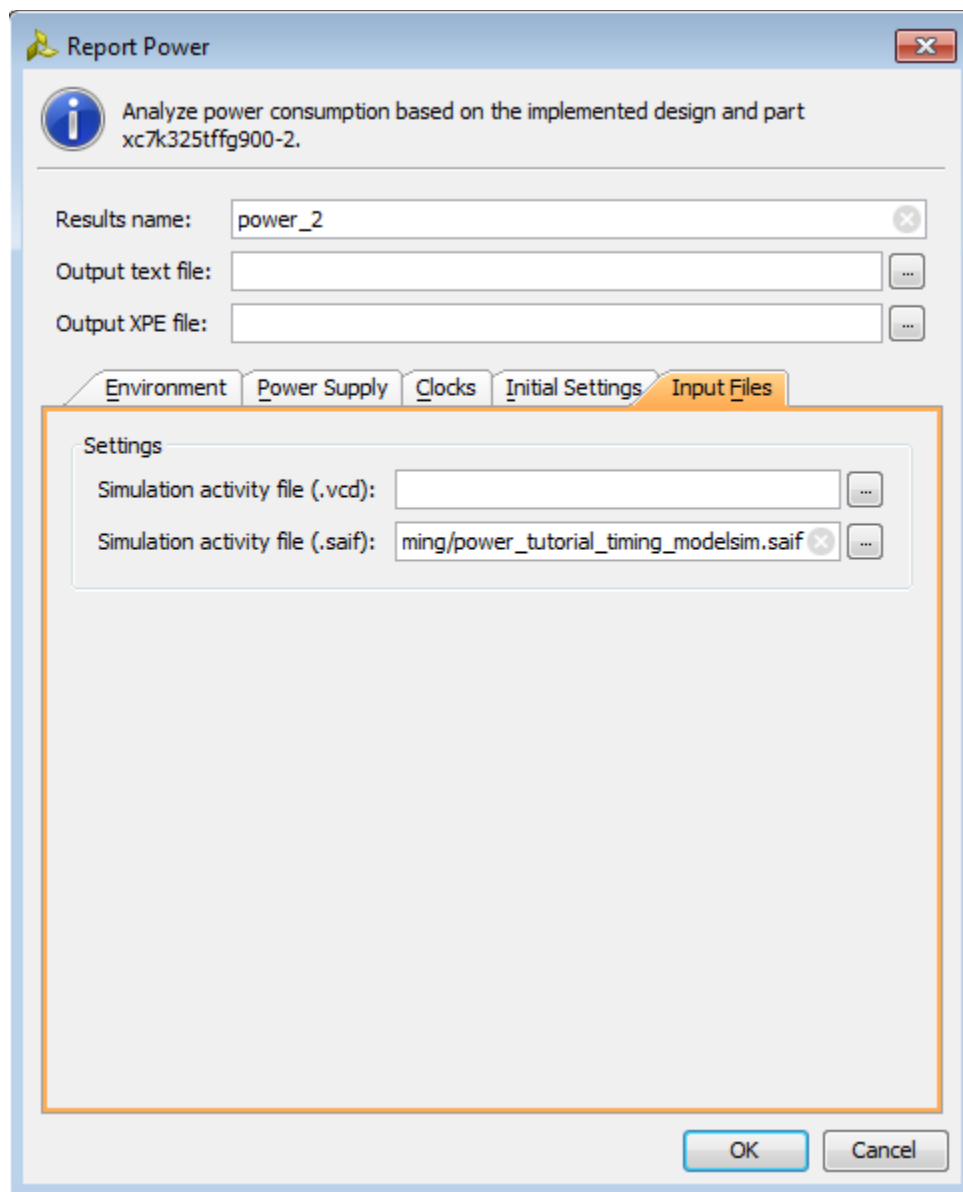 Report Power
Analyze power consumption based on the implemented design and part
xc7k325tffg900-2.
Results name: power_2
Output text file: ...
Output XPE file: ...
Environment Power Supply Clocks Initial Settings Input Files
Settings
Simulation activity file (.vcd): ...
Simulation activity file (.saif): ming/power_tutorial_timing_modelsim.saif ...
OK Cancel